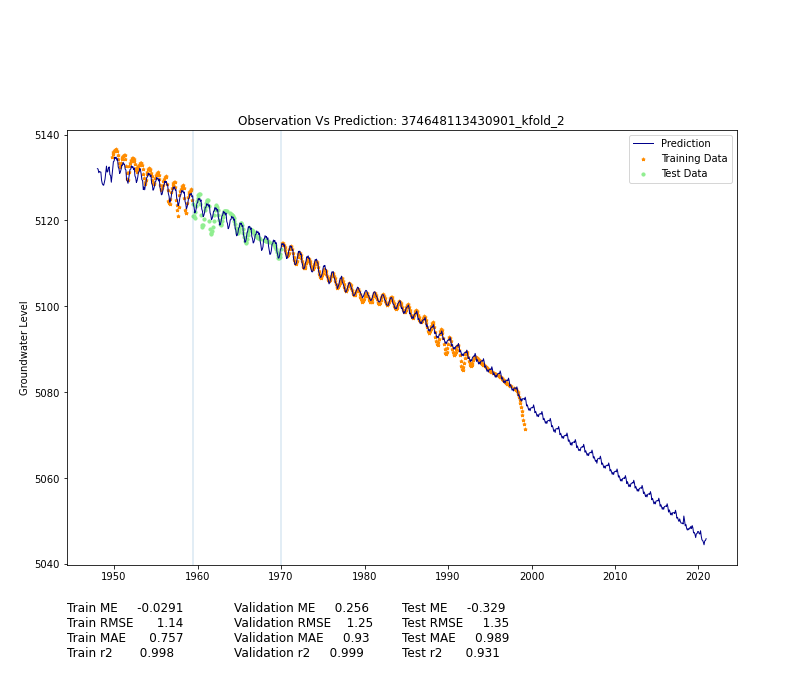 Observation Vs Prediction: 374648113430901_kfold_2
Prediction
Training Data
Test Data
Groundwater Level
5140
5120
5100
5080
5060
5040
1950 1960 1970 1980 1990 2000 2010 2020
Train ME -0.0291 Validation ME 0.256 Test ME -0.329
Train RMSE 1.14 Validation RMSE 1.25 Test RMSE 1.35
Train MAE 0.757 Validation MAE 0.93 Test MAE 0.989
Train r2 0.998 Validation r2 0.999 Test r2 0.931